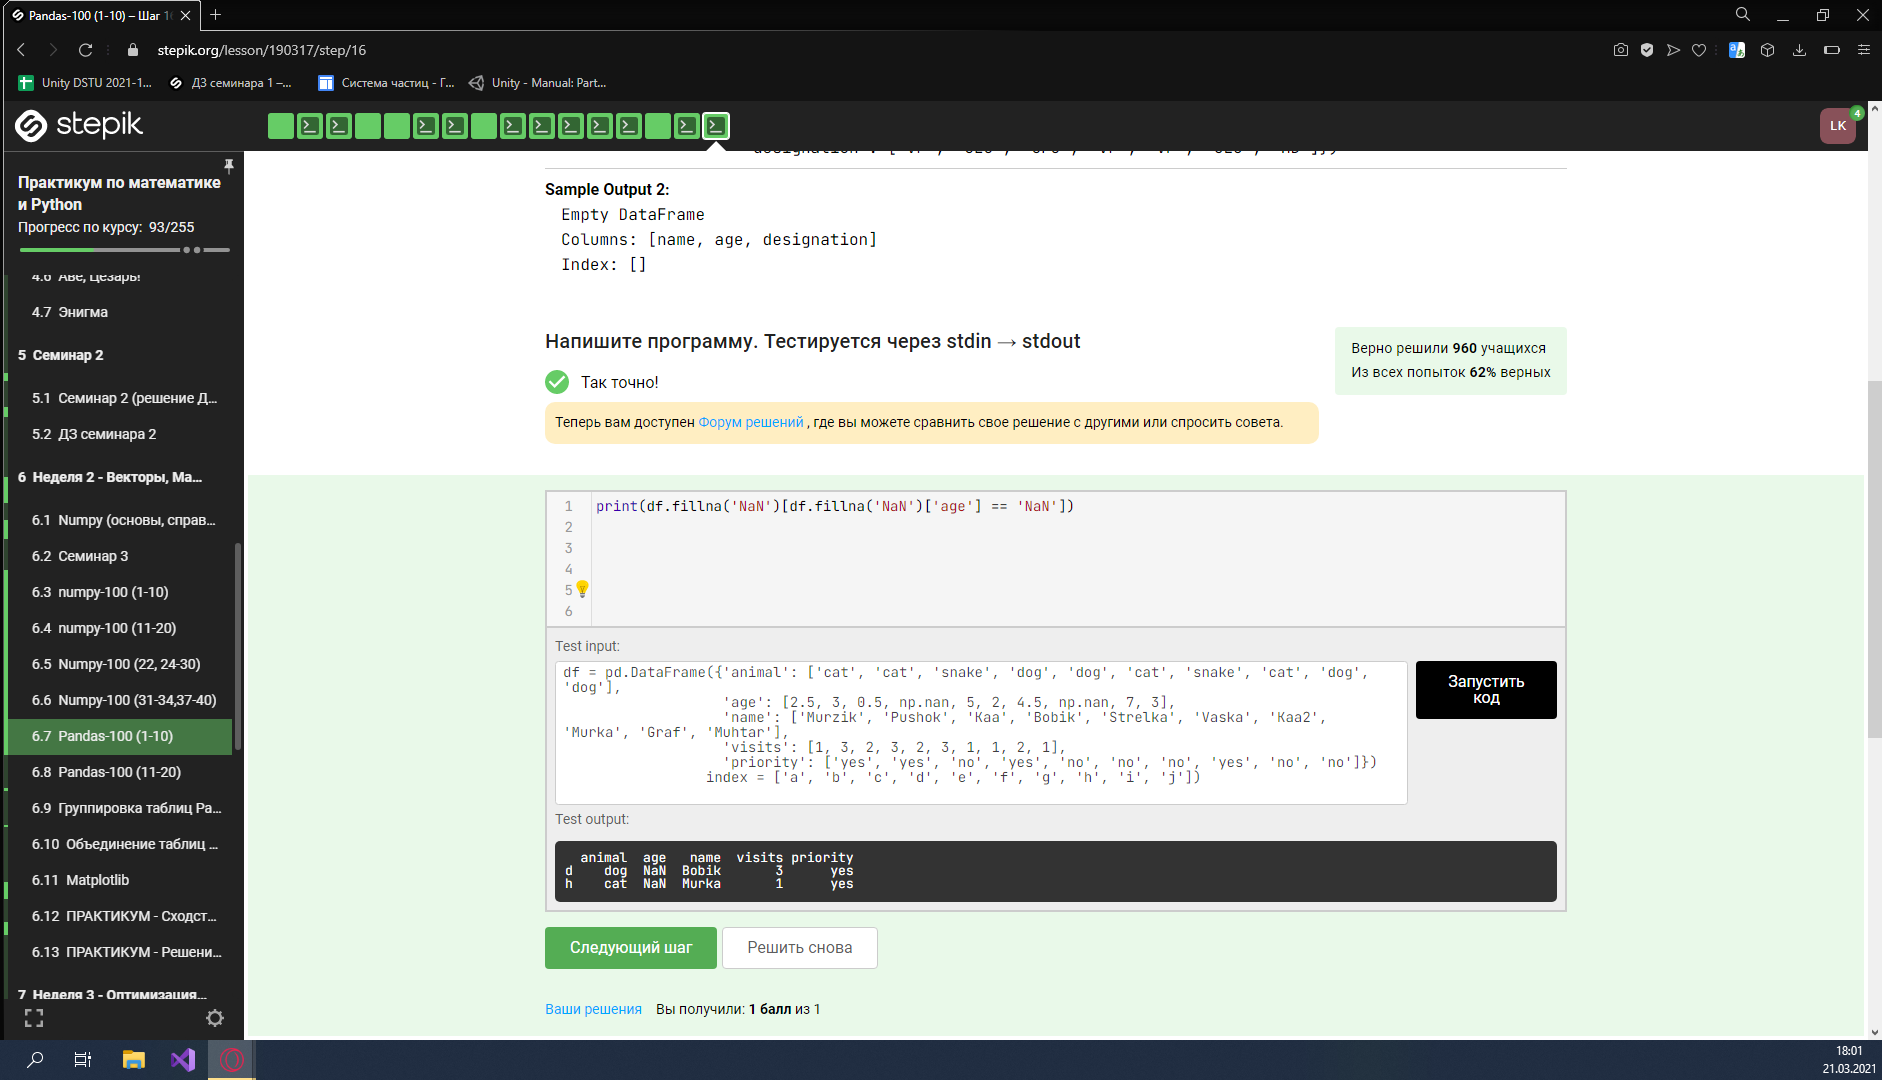 Pandas-100 (1-10) – Шаг 1
stepik.org/lesson/190317/step/16
Unity DSTU 2021-1...
ДЗ семинара 1 –...
Система частиц - Г...
Unity - Manual: Part...
stepik
LK
4
Практикум по математике
и Python
Прогресс по курсу: 93/255
4.6 Аве, Цезарь!
4.7 Энигма
5 Семинар 2
5.1 Семинар 2 (решение Д...
5.2 ДЗ семинара 2
6 Неделя 2 - Векторы, Ма...
6.1 Numpy (основы, справ...
6.2 Семинар 3
6.3 numpy-100 (1-10)
6.4 numpy-100 (11-20)
6.5 Numpy-100 (22, 24-30)
6.6 Numpy-100 (31-34,37-40)
6.7 Pandas-100 (1-10)
6.8 Pandas-100 (11-20)
6.9 Группировка таблиц Pa...
6.10 Объединение таблиц ...
6.11 Matplotlib
6.12 ПРАКТИКУМ - Сходст...
6.13 ПРАКТИКУМ - Решени...
7 Неделя 3 - Оптимизация...
Sample Output 2:
Empty DataFrame
Columns: [name, age, designation]
Index: []
Напишите программу. Тестируется через stdin → stdout
Верно решили 960 учащихся
Из всех попыток 62% верных
Так точно!
Теперь вам доступен Форум решений , где вы можете сравнить свое решение с другими или спросить совета.
1 print(df.fillna('NaN')[df.fillna('NaN')['age'] == 'NaN'])
2
3
4
5
6
Test input:
df = pd.DataFrame({'animal': ['cat', 'cat', 'snake', 'dog', 'dog', 'cat', 'snake', 'cat', 'dog',
'dog'],
'age': [2.5, 3, 0.5, np.nan, 5, 2, 4.5, np.nan, 7, 3],
'name': ['Murzik', 'Pushok', 'Kaa', 'Bobik', 'Strelka', 'Vaska', 'Kaa2',
'Murka', 'Graf', 'Muhtar'],
'visits': [1, 3, 2, 3, 2, 3, 1, 1, 2, 1],
'priority': ['yes', 'yes', 'no', 'yes', 'no', 'no', 'no', 'yes', 'no', 'no']})
index = ['a', 'b', 'c', 'd', 'e', 'f', 'g', 'h', 'i', 'j'])
Запустить
код
Test output:
animal age name visits priority
d dog NaN Bobik 3 yes
h cat NaN Murka 1 yes
Следующий шаг
Решить снова
Ваши решения Вы получили: 1 балл из 1
18:01
21.03.2021